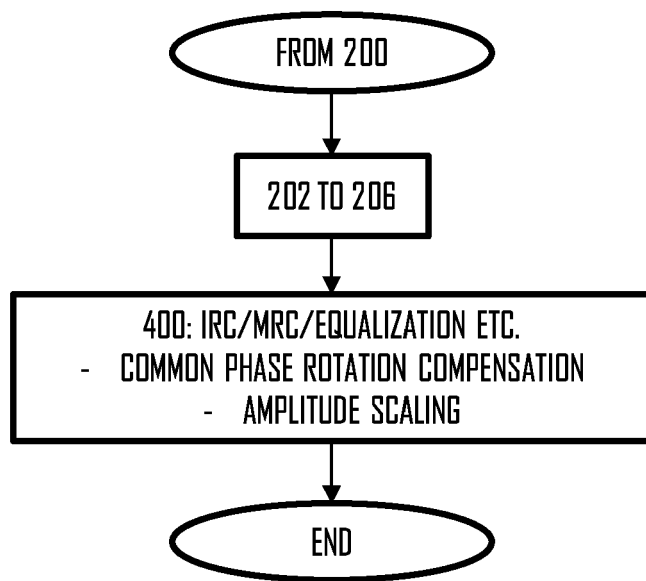 FROM 200
202 TO 206
400: IRC/MRC/EQUALIZATION ETC.
- COMMON PHASE ROTATION COMPENSATION
- AMPLITUDE SCALING
END